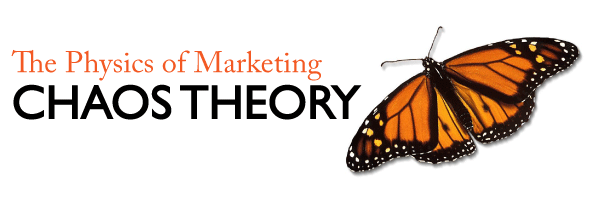 The Physics of Marketing
CHAOS THEORY